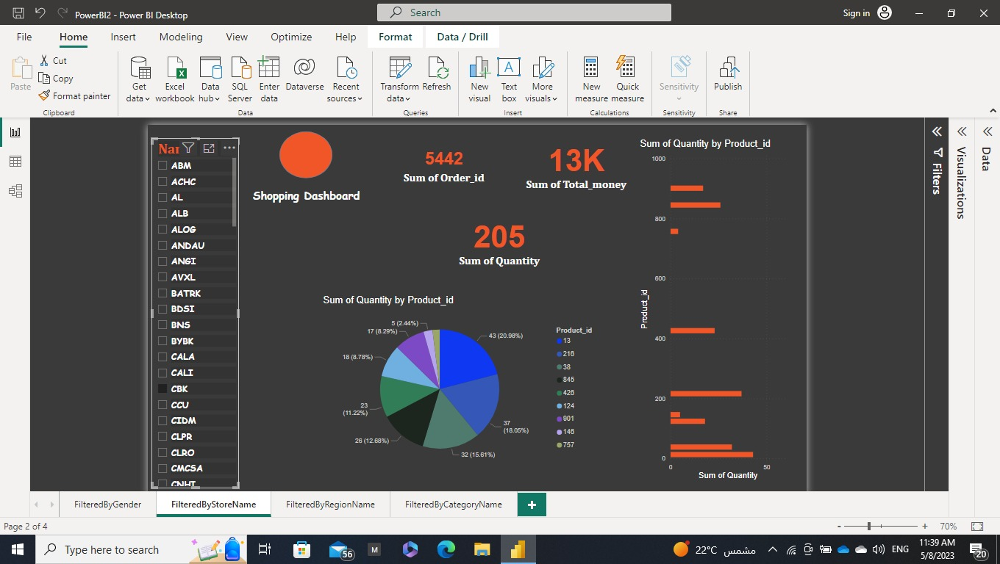 PowerBI2 - Power BI Desktop
Search
Sign in
File Home Insert Modeling View Optimize Help Format Data / Drill
Paste
Cut
Copy
Format painter
Clipboard
Get data
Excel workbook
Data hub
SQL Server
Enter data
Dataverse
Recent sources
Data
Transform data
Refresh
Queries
New visual
Text box
More visuals
Insert
New measure
Quick measure
Calculations
Sensitivity
Sensitivity
Publish
Share
ABM
ACHC
AL
ALB
ALOG
ANDAU
ANGI
AVXL
BATRK
BDSI
BNS
BYBK
CALA
CALI
CBK
CCU
CIDM
CLPR
CLRO
CMCSA
CNHI
Shopping Dashboard
5442
Sum of Order_id
13K
Sum of Total_money
205
Sum of Quantity
Sum of Quantity by Product_id
43 (20.98%)
37
(18.05%)
32 (15.61%)
26 (12.68%)
23
(11.22%)
18 (8.78%)
17 (8.29%)
5 (2.44%)
Product_id
13
216
38
845
426
124
901
146
757
Sum of Quantity by Product_id
1000
800
600
400
200
0
Product_id
0 50
Sum of Quantity
Filters
Visualizations
Data
FilteredByGender FilteredByStoreName FilteredByRegionName FilteredByCategoryName +
Page 2 of 4
- + 70%
Type here to search
56
M
22°C مشمس
ENG
11:39 AM
5/8/2023
20